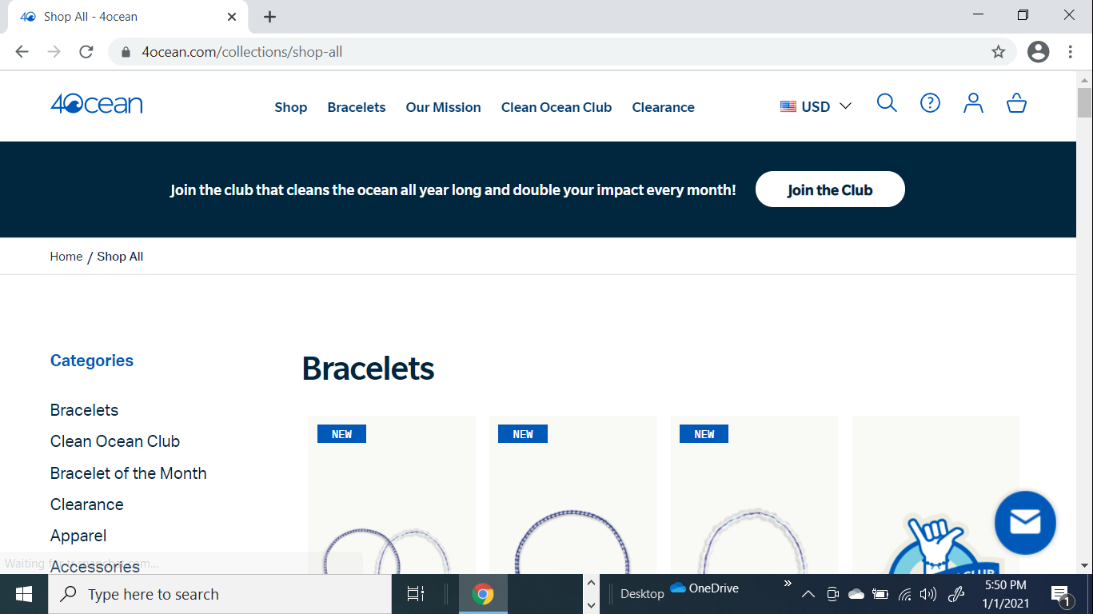 Shop All - 4ocean
4ocean.com/collections/shop-all
4Ocean
Shop
Bracelets
Our Mission
Clean Ocean Club
Clearance
USD
Join the club that cleans the ocean all year long and double your impact every month!
Join the Club
Home / Shop All
Categories
Bracelets
Clean Ocean Club
Bracelet of the Month
Clearance
Apparel
Accessories
Bracelets
NEW
NEW
NEW
CLUB
Waiting for
Type here to search
Desktop
OneDrive
5:50 PM
1/1/2021
1